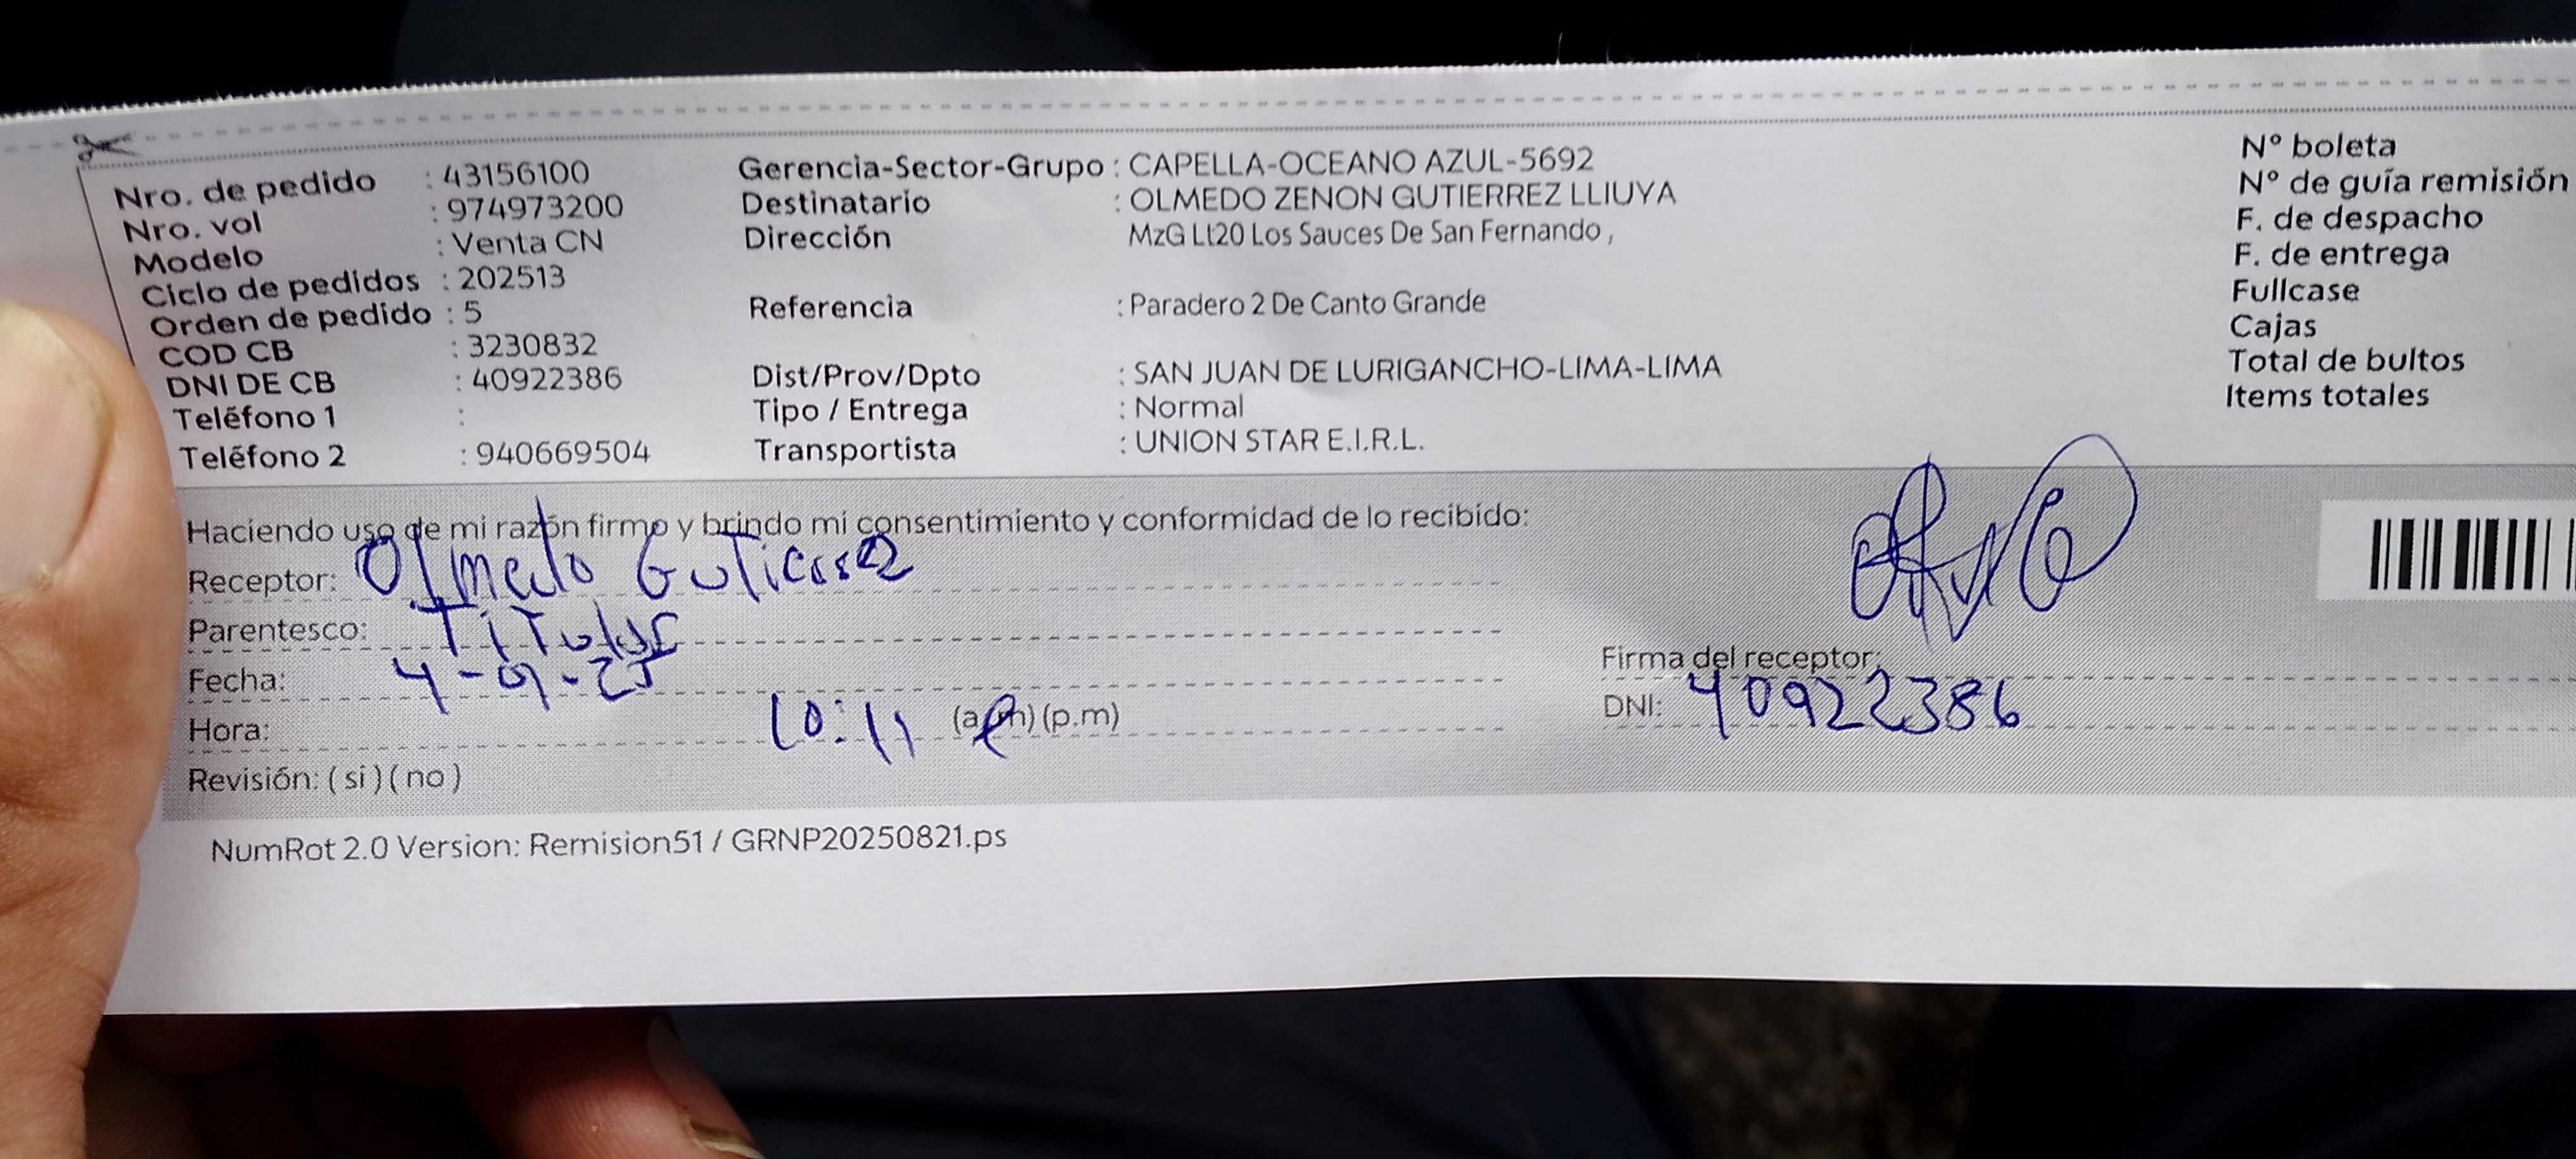 Nro. de pedido : 43156100
Nro. vol : 974973200
Modelo : Venta CN
Ciclo de pedidos : 202513
Orden de pedido : 5
COD CB : 3230832
DNI DE CB : 40922386
Teléfono 1 :
Teléfono 2 : 940669504
Gerencia-Sector-Grupo : CAPELLA-OCEANO AZUL-5692
Destinatario : OLMEDO ZENON GUTIERREZ LLIUYA
Dirección MzG Lt20 Los Sauces De San Fernando ,
Referencia : Paradero 2 De Canto Grande
Dist/Prov/Dpto : SAN JUAN DE LURIGANCHO-LIMA-LIMA
Tipo / Entrega : Normal
Transportista : UNION STAR E.I.R.L.
Nº boleta
Nº de guía remisión
F. de despacho
F. de entrega
Fullcase
Cajas
Total de bultos
Items totales
Haciendo uso de mi razón firmo y brindo mi consentimiento y conformidad de lo recibido:
Receptor: Olmedo Gutierrez
Parentesco: Titular
Fecha: 4-09-25
Hora: 10:11 (a.m) (p.m)
Revisión: ( si ) ( no )
Firma del receptor:
DNI: 40922386
NumRot 2.0 Version: Remision51 / GRNP20250821.ps